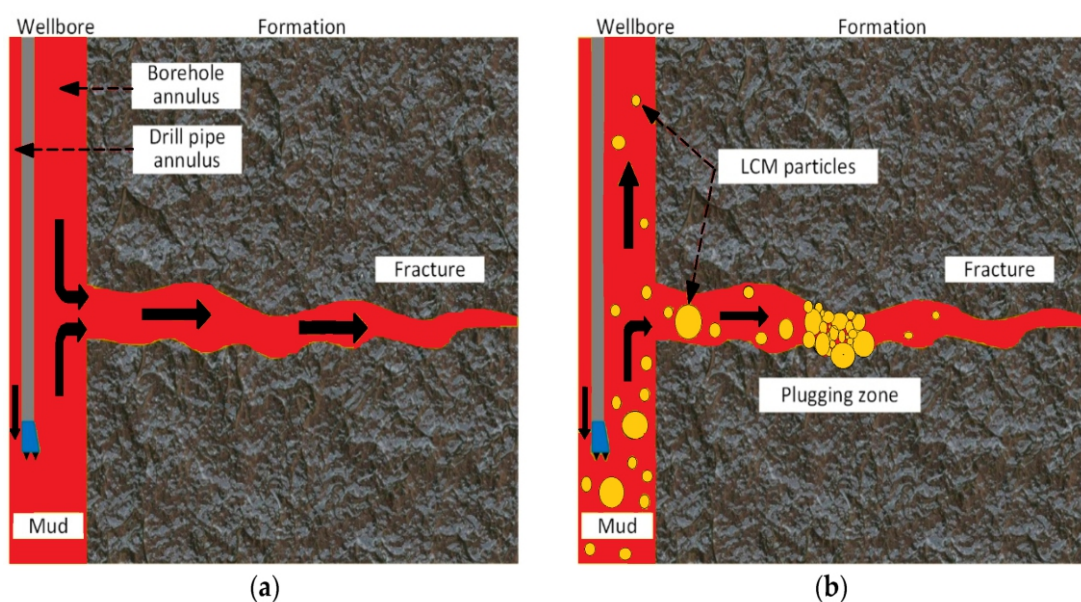 Wellbore
Formation
Borehole
annulus
Drill pipe
annulus
Fracture
Mud
(a)
Wellbore
Formation
LCM particles
Fracture
Plugging zone
Mud
(b)